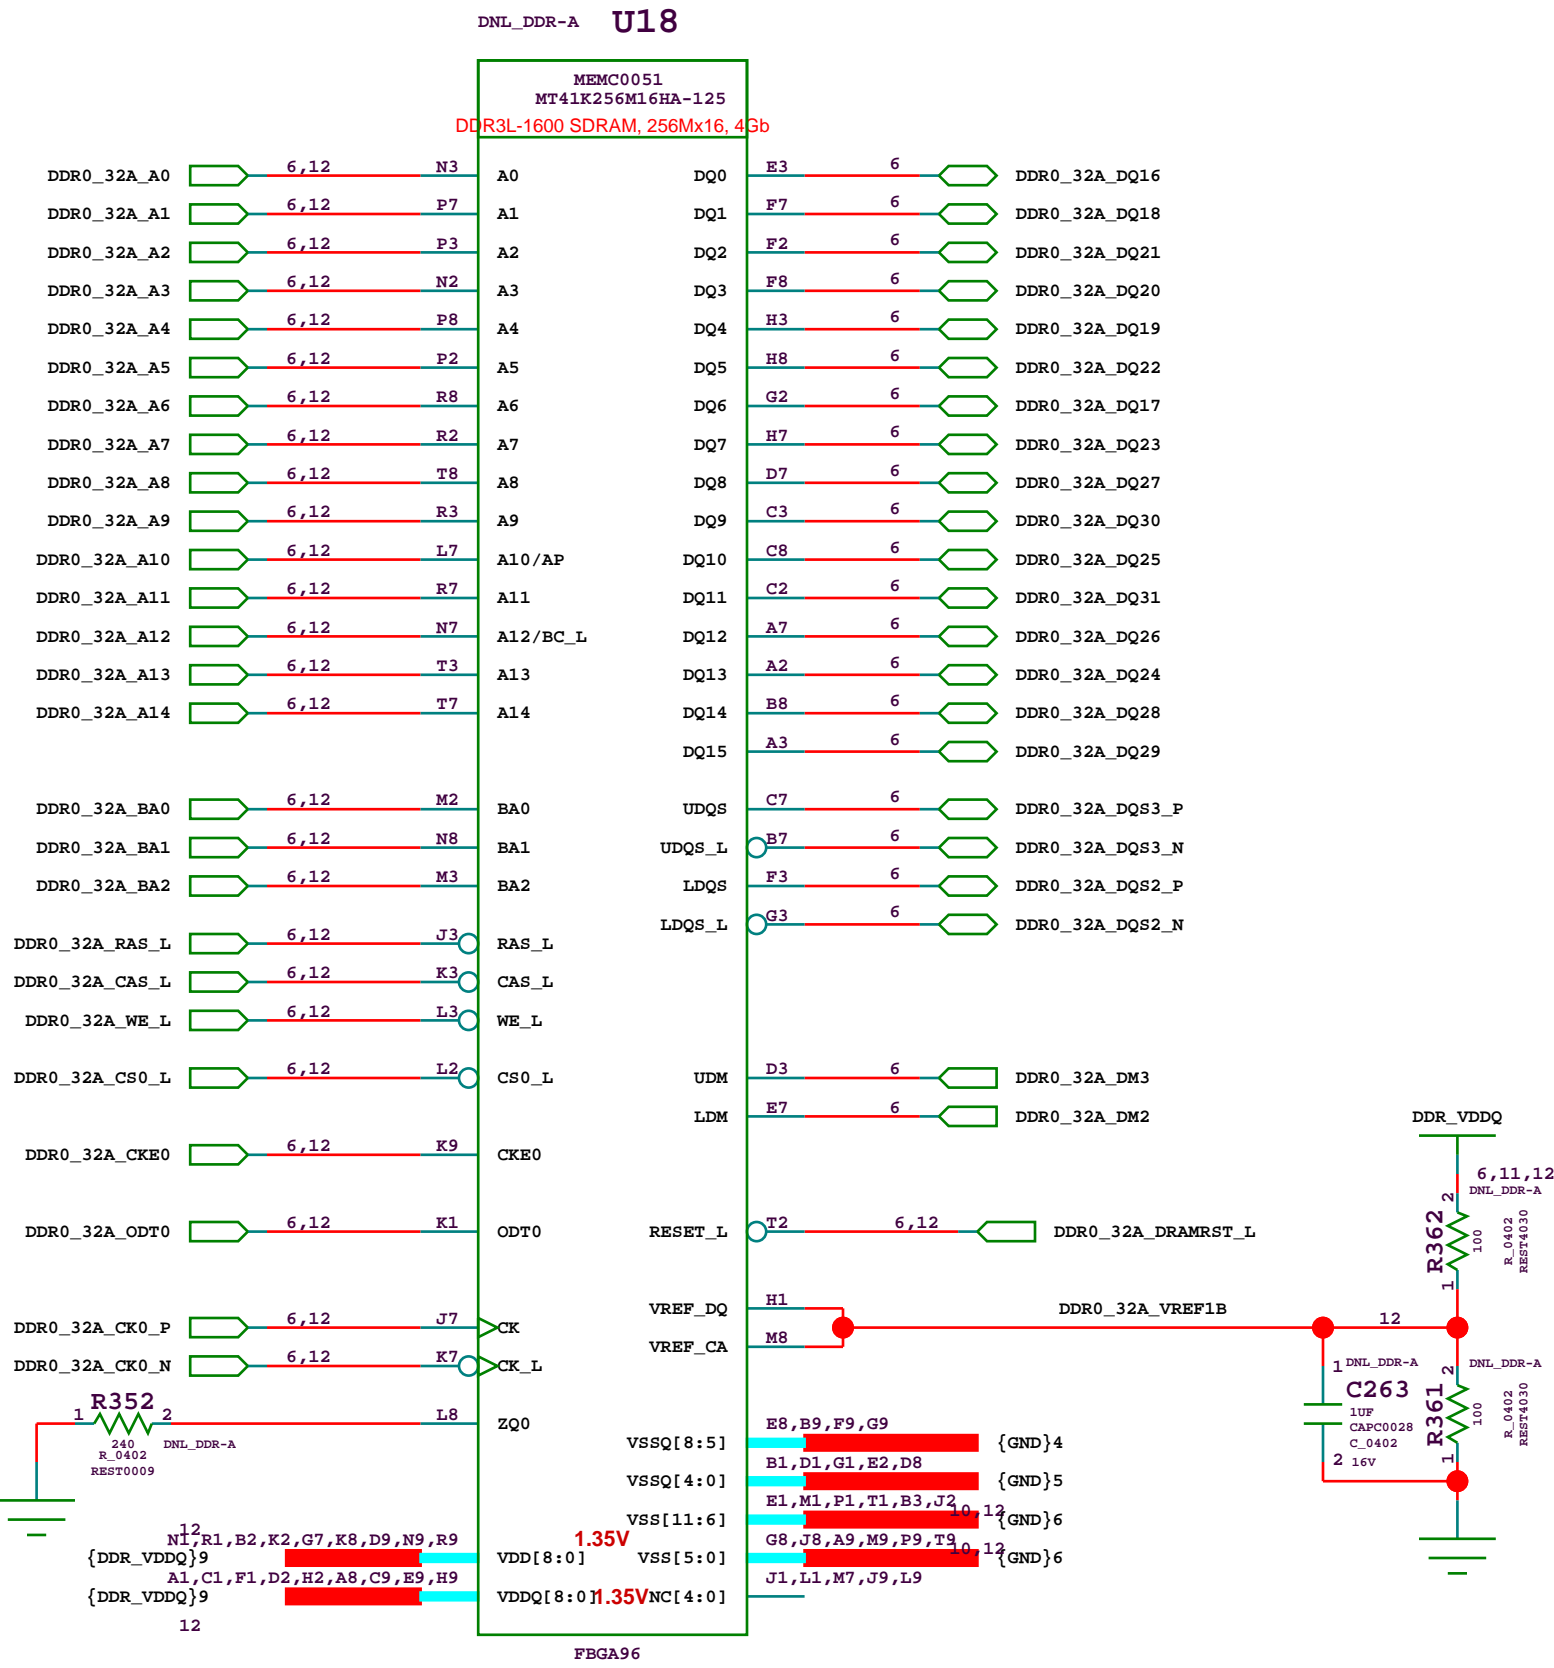 DNL_DDR-A U18
MEMC0051
MT41K256M16HA-125
DDR3L-1600 SDRAM, 256Mx16, 4Gb
DDR0_32A_A0 6,12 N3 A0 DQ0 E3 6 DDR0_32A_DQ16
DDR0_32A_A1 6,12 P7 A1 DQ1 F7 6 DDR0_32A_DQ18
DDR0_32A_A2 6,12 P3 A2 DQ2 F2 6 DDR0_32A_DQ21
DDR0_32A_A3 6,12 N2 A3 DQ3 F8 6 DDR0_32A_DQ20
DDR0_32A_A4 6,12 P8 A4 DQ4 H3 6 DDR0_32A_DQ19
DDR0_32A_A5 6,12 P2 A5 DQ5 H8 6 DDR0_32A_DQ22
DDR0_32A_A6 6,12 R8 A6 DQ6 G2 6 DDR0_32A_DQ17
DDR0_32A_A7 6,12 R2 A7 DQ7 H7 6 DDR0_32A_DQ23
DDR0_32A_A8 6,12 T8 A8 DQ8 D7 6 DDR0_32A_DQ27
DDR0_32A_A9 6,12 R3 A9 DQ9 C3 6 DDR0_32A_DQ30
DDR0_32A_A10 6,12 L7 A10/AP DQ10 C8 6 DDR0_32A_DQ25
DDR0_32A_A11 6,12 R7 A11 DQ11 C2 6 DDR0_32A_DQ31
DDR0_32A_A12 6,12 N7 A12/BC_L DQ12 A7 6 DDR0_32A_DQ26
DDR0_32A_A13 6,12 T3 A13 DQ13 A2 6 DDR0_32A_DQ24
DDR0_32A_A14 6,12 T7 A14 DQ14 B8 6 DDR0_32A_DQ28
DQ15 A3 6 DDR0_32A_DQ29
DDR0_32A_BA0 6,12 M2 BA0 UDQS C7 6 DDR0_32A_DQS3_P
DDR0_32A_BA1 6,12 N8 BA1 UDQS_L B7 6 DDR0_32A_DQS3_N
DDR0_32A_BA2 6,12 M3 BA2 LDQS F3 6 DDR0_32A_DQS2_P
LDQS_L G3 6 DDR0_32A_DQS2_N
DDR0_32A_RAS_L 6,12 J3 RAS_L
DDR0_32A_CAS_L 6,12 K3 CAS_L
DDR0_32A_WE_L 6,12 L3 WE_L
DDR0_32A_CS0_L 6,12 L2 CS0_L UDM D3 6 DDR0_32A_DM3
LDM E7 6 DDR0_32A_DM2
DDR0_32A_CKE0 6,12 K9 CKE0
DDR0_32A_ODT0 6,12 K1 ODT0 RESET_L T2 6,12 DDR0_32A_DRAMRST_L
DDR_VDDQ
6,11,12
DNL_DDR-A
2 R362 1
100
R_0402
REST4030
VREF_DQ H1 DDR0_32A_VREF1B 12
DDR0_32A_CK0_P 6,12 J7 CK
VREF_CA M8
DDR0_32A_CK0_N 6,12 K7 CK_L
1 DNL_DDR-A
C263
1UF
CAPC0028
C_0402
2 16V
DNL_DDR-A
2 R361 1
100
R_0402
REST4030
R352
1 2 L8 ZQ0
240 DNL_DDR-A
R_0402
REST0009
VSSQ[8:5] E8,B9,F9,G9 {GND}4
VSSQ[4:0] B1,D1,G1,E2,D8 {GND}5
VSS[11:6] E1,M1,P1,T1,B3,J2 10,12 {GND}6
12
{DDR_VDDQ}9 N1,R1,B2,K2,G7,K8,D9,N9,R9 VDD[8:0] 1.35V VSS[5:0] G8,J8,A9,M9,P9,T9 10,12 {GND}6
{DDR_VDDQ}9 A1,C1,F1,D2,H2,A8,C9,E9,H9 VDDQ[8:0] 1.35V NC[4:0] J1,L1,M7,J9,L9
12
FBGA96